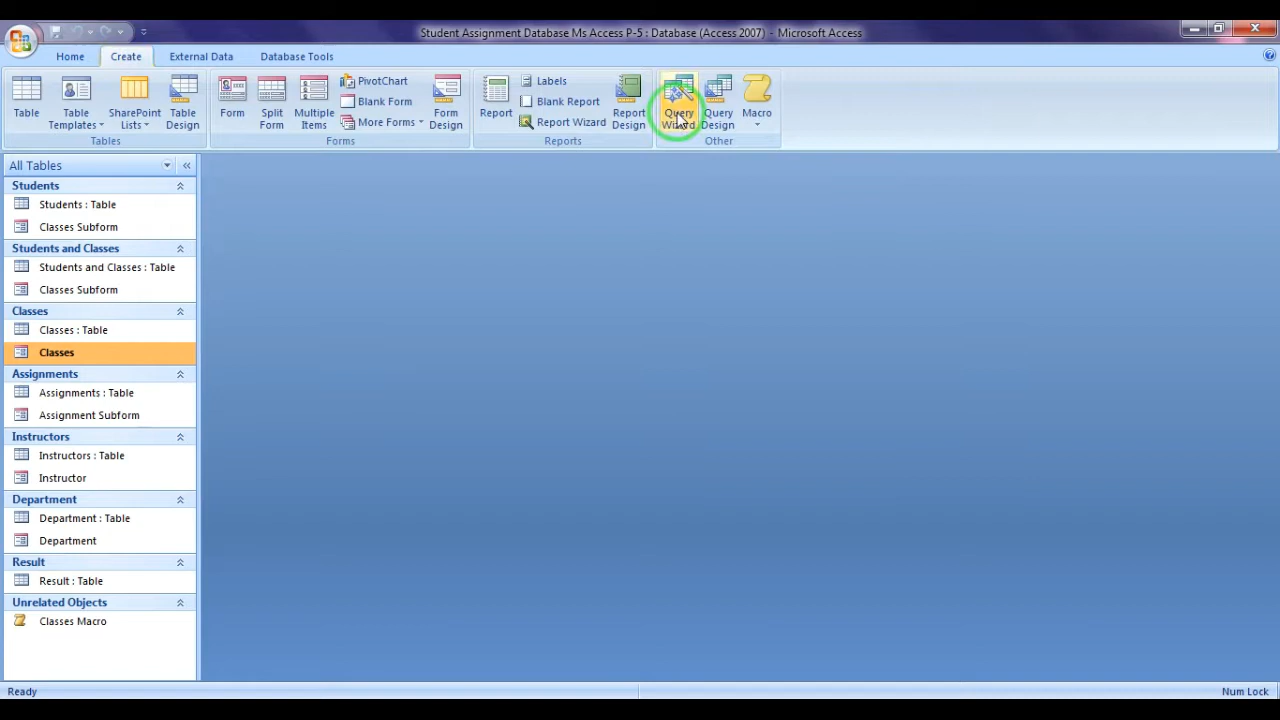 Student Assignment Database Ms Access P-5 : Database (Access 2007) - Microsoft Access
Home Create External Data Database Tools
Table
Table Templates
SharePoint Lists
Table Design
Tables
Form
Split Form
Multiple Items
PivotChart
Blank Form
More Forms
Form Design
Forms
Report
Labels
Blank Report
Report Wizard
Report Design
Reports
Query Wizard
Query Design
Macro
Other
All Tables
Students
Students : Table
Classes Subform
Students and Classes
Students and Classes : Table
Classes Subform
Classes
Classes : Table
Classes
Assignments
Assignments : Table
Assignment Subform
Instructors
Instructors : Table
Instructor
Department
Department : Table
Department
Result
Result : Table
Unrelated Objects
Classes Macro
Ready
Num Lock